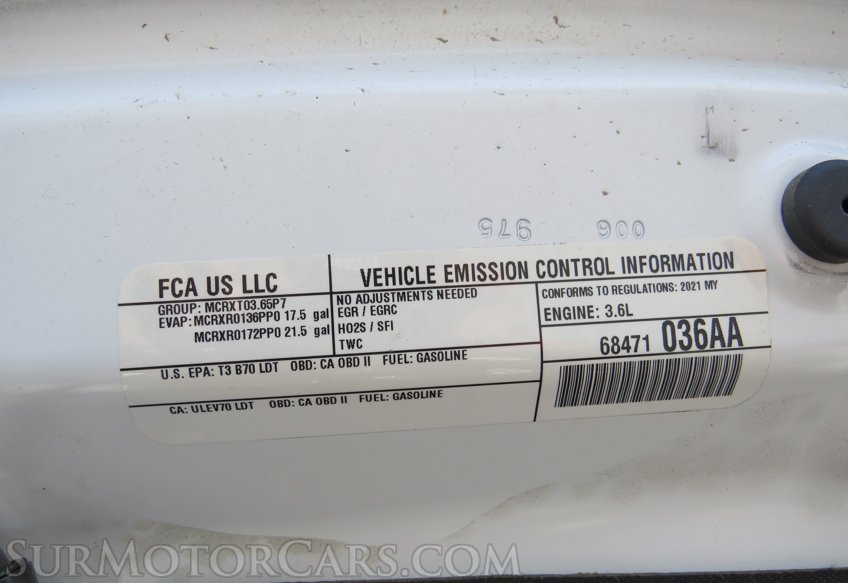 975 006
FCA US LLC
GROUP: MCRXT03.65P7
EVAP: MCRXR0136PP0 17.5 gal
MCRXR0172PP0 21.5 gal
VEHICLE EMISSION CONTROL INFORMATION
NO ADJUSTMENTS NEEDED
EGR / EGRC
HO2S / SFI
TWC
CONFORMS TO REGULATIONS: 2021 MY
ENGINE: 3.6L
68471 036AA
U.S. EPA: T3 B70 LDT OBD: CA OBD II FUEL: GASOLINE
CA: ULEV70 LDT OBD: CA OBD II FUEL: GASOLINE
SURMOTORCARS.COM